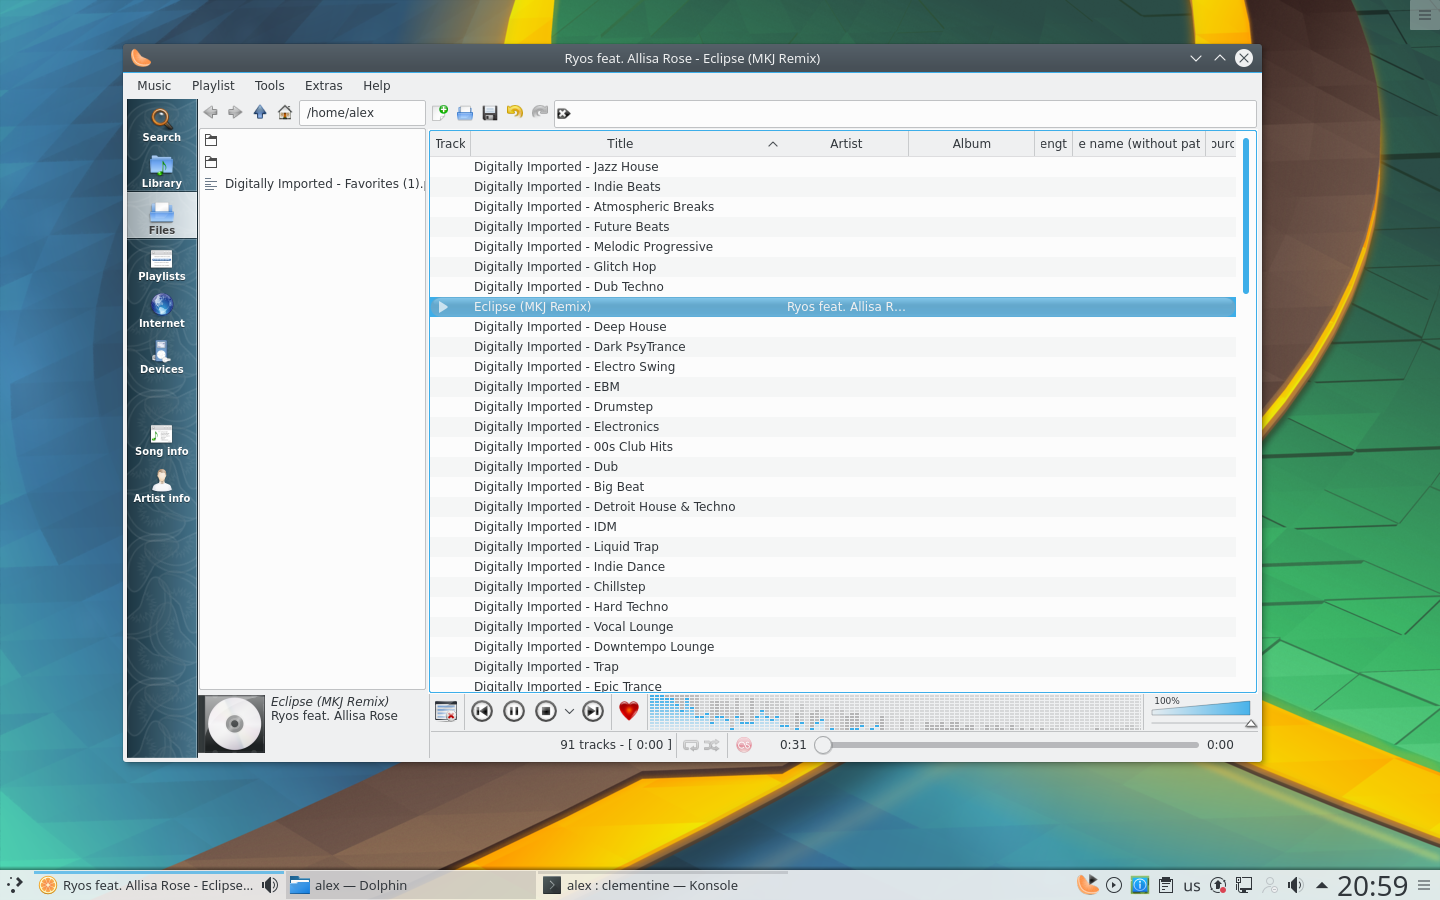 Ryos feat. Allisa Rose - Eclipse (MKJ Remix)
Music Playlist Tools Extras Help
Search
Library
Files
Playlists
Internet
Devices
Song info
Artist info
/home/alex
Digitally Imported - Favorites (1).
Track Title Artist Album engt e name (without pat ourc
Digitally Imported - Jazz House
Digitally Imported - Indie Beats
Digitally Imported - Atmospheric Breaks
Digitally Imported - Future Beats
Digitally Imported - Melodic Progressive
Digitally Imported - Glitch Hop
Digitally Imported - Dub Techno
Eclipse (MKJ Remix) Ryos feat. Allisa R...
Digitally Imported - Deep House
Digitally Imported - Dark PsyTrance
Digitally Imported - Electro Swing
Digitally Imported - EBM
Digitally Imported - Drumstep
Digitally Imported - Electronics
Digitally Imported - 00s Club Hits
Digitally Imported - Dub
Digitally Imported - Big Beat
Digitally Imported - Detroit House & Techno
Digitally Imported - IDM
Digitally Imported - Liquid Trap
Digitally Imported - Indie Dance
Digitally Imported - Chillstep
Digitally Imported - Hard Techno
Digitally Imported - Vocal Lounge
Digitally Imported - Downtempo Lounge
Digitally Imported - Trap
Digitally Imported - Epic Trance
Eclipse (MKJ Remix)
Ryos feat. Allisa Rose
100%
91 tracks - [ 0:00 ] 0:31 0:00
Ryos feat. Allisa Rose - Eclipse... alex — Dolphin alex : clementine — Konsole us 20:59